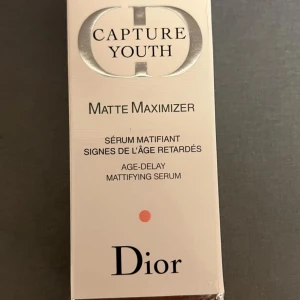 CAPTURE
YOUTH
MATTE MAXIMIZER
SÉRUM MATIFIANT
SIGNES DE L'ÂGE RETARDÉS
AGE-DELAY
MATTIFYING SERUM
Dior